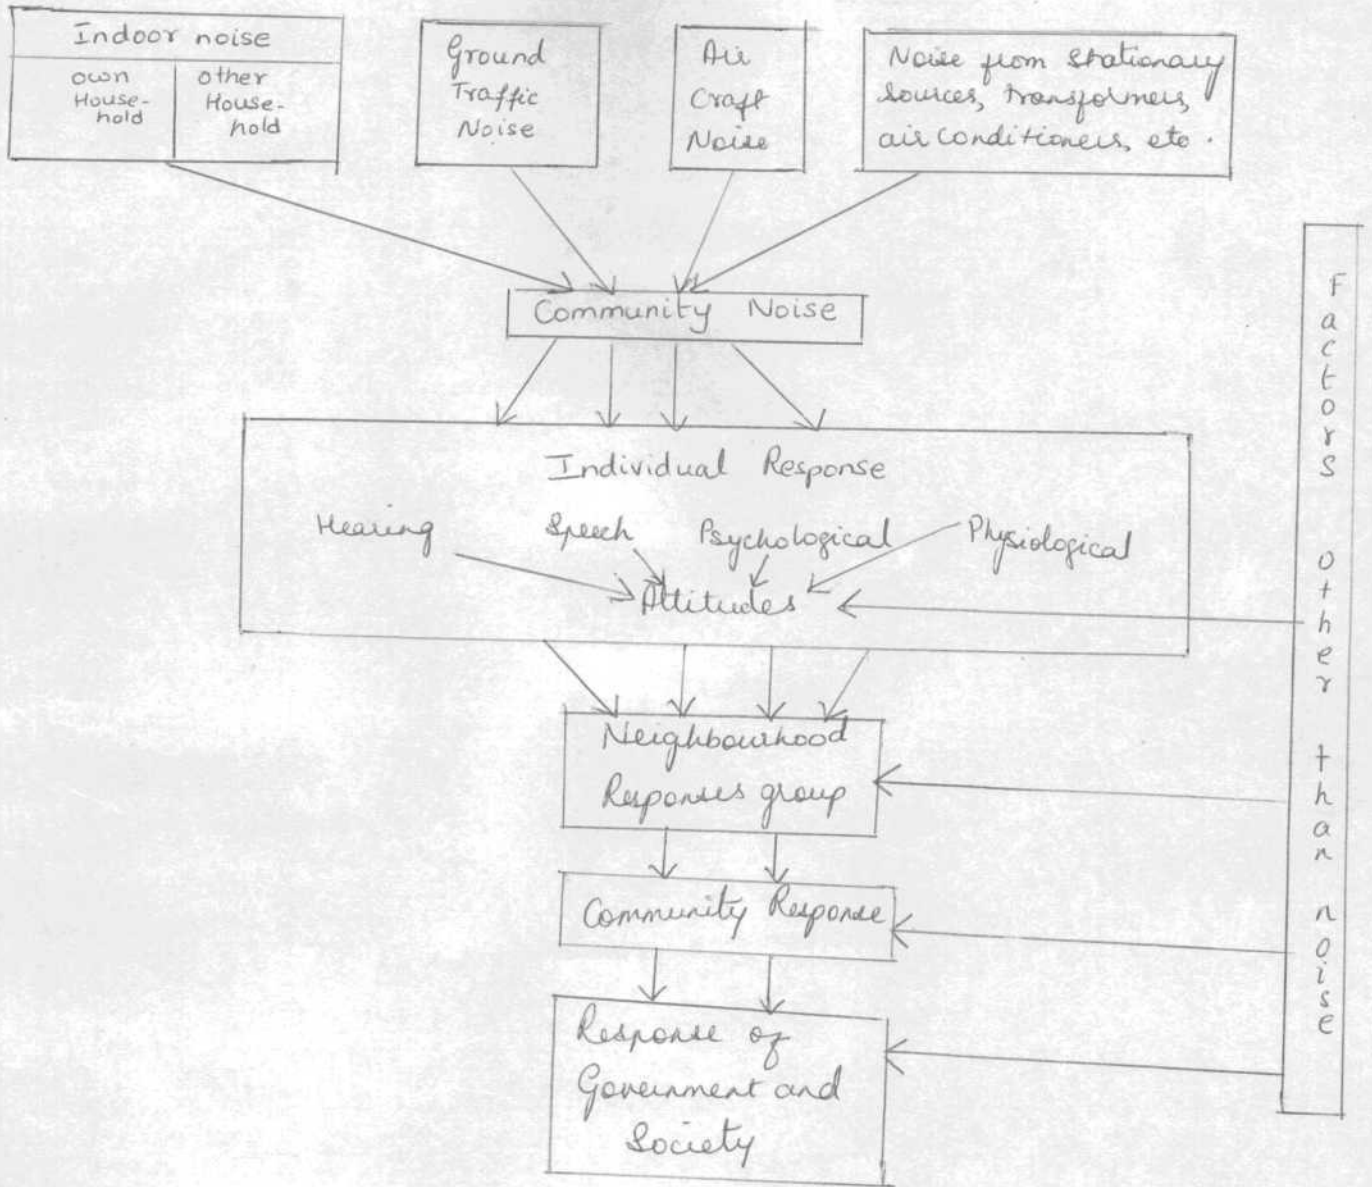 Indoor noise
own
House-
hold
other
House-
hold
Ground
Traffic
Noise
Air
Craft
Noise
Noise from stationary
sources, transformers,
air conditioners, etc.
Community Noise
Individual Response
Hearing
Speech
Psychological
Physiological
Attitudes
Neighbourhood
Responses group
Community Response
Response of
Government and
Society
Factors other than noise